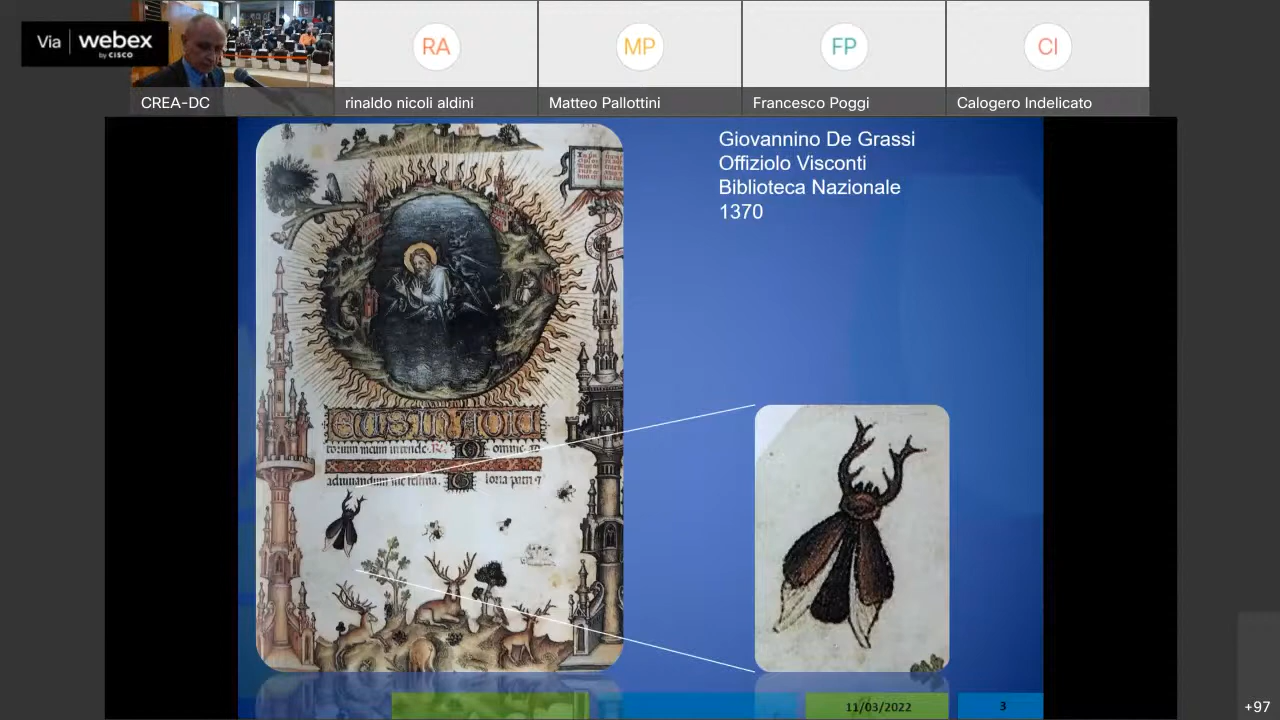 Via webex
by CISCO
RA
MP
FP
CI
CREA-DC
rinaldo nicoli aldini
Matteo Pallottini
Francesco Poggi
Calogero Indelicato
Giovannino De Grassi
Offiziolo Visconti
Biblioteca Nazionale
1370
11/03/2022
3
+97